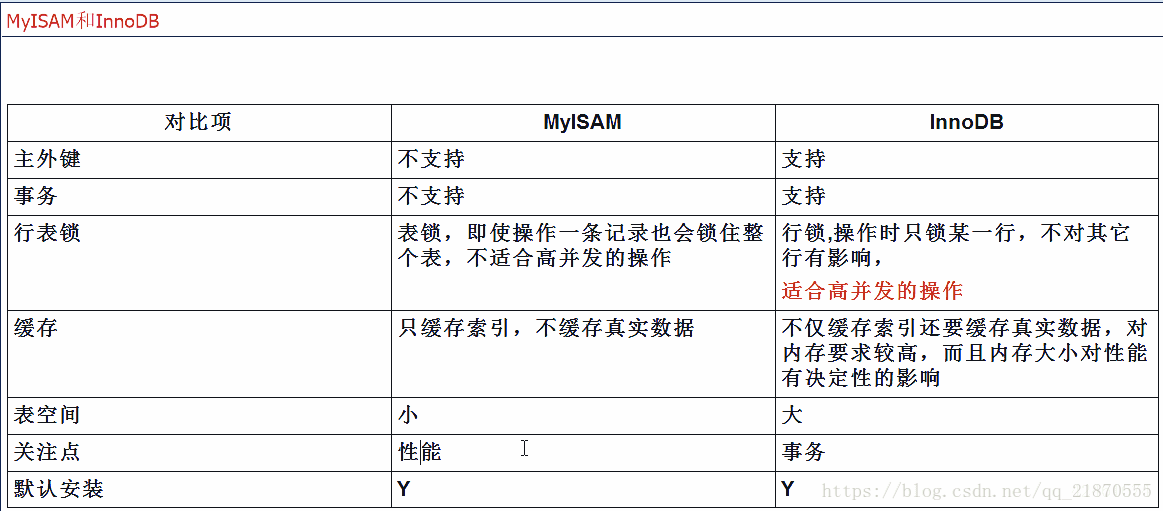 MyISAM和InnoDB
对比项 MyISAM InnoDB
主外键 不支持 支持
事务 不支持 支持
行表锁 表锁，即使操作一条记录也会锁住整 行锁,操作时只锁某一行，不对其它
个表，不适合高并发的操作 行有影响，
适合高并发的操作
缓存 只缓存索引，不缓存真实数据 不仅缓存索引还要缓存真实数据，对
内存要求较高，而且内存大小对性能
有决定性的影响
表空间 小 大
关注点 性能 事务
默认安装 Y Y
https://blog.csdn.net/qq_21870555